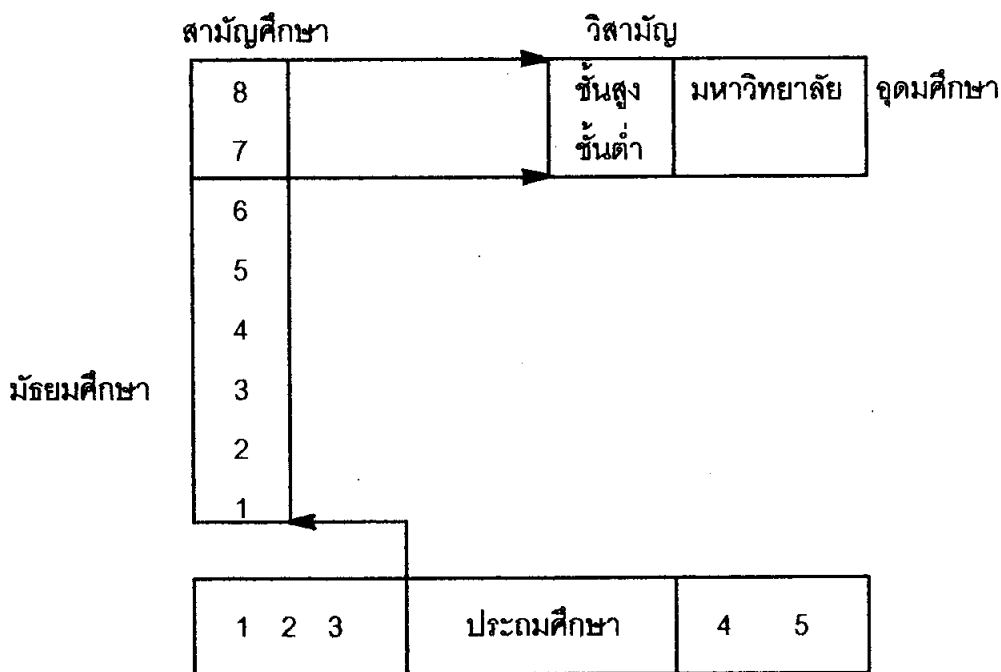 สามัญศึกษา วิสามัญ
8 ชั้นสูง มหาวิทยาลัย อุดมศึกษา
7 ชั้นต่ำ
6
5
4
มัธยมศึกษา 3
2
1
1 2 3 ประถมศึกษา 4 5